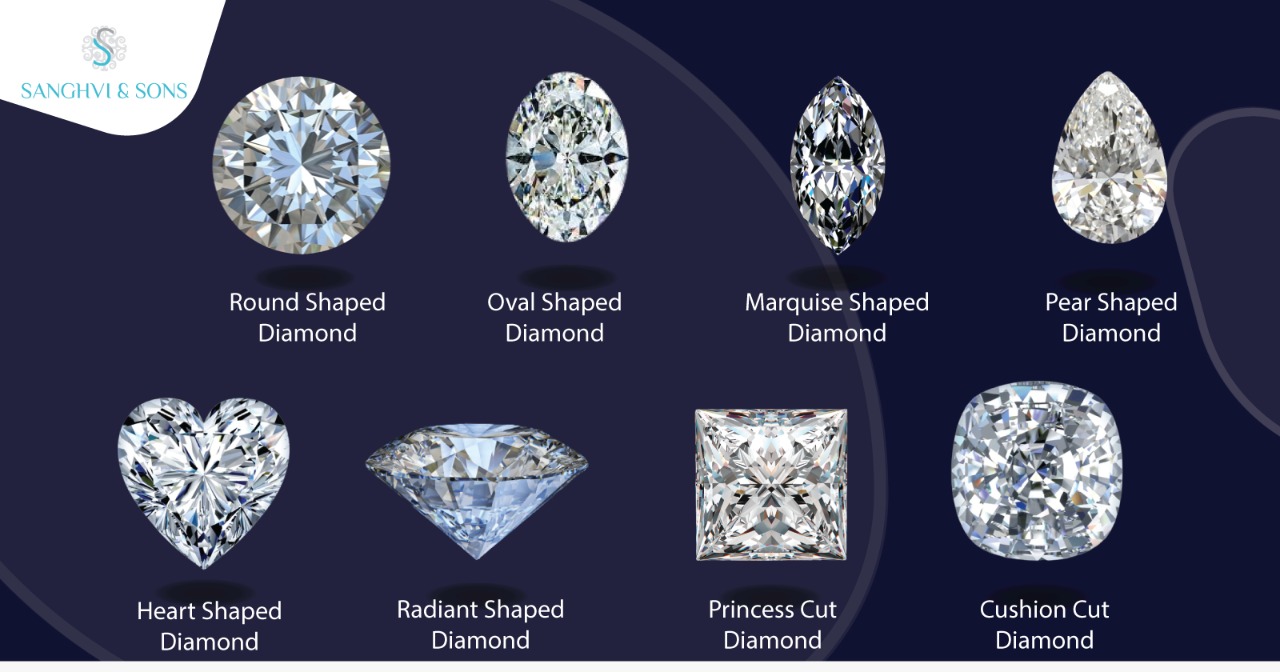 SANGHVI & SONS
Round Shaped
Diamond
Oval Shaped
Diamond
Marquise Shaped
Diamond
Pear Shaped
Diamond
Heart Shaped
Diamond
Radiant Shaped
Diamond
Princess Cut
Diamond
Cushion Cut
Diamond